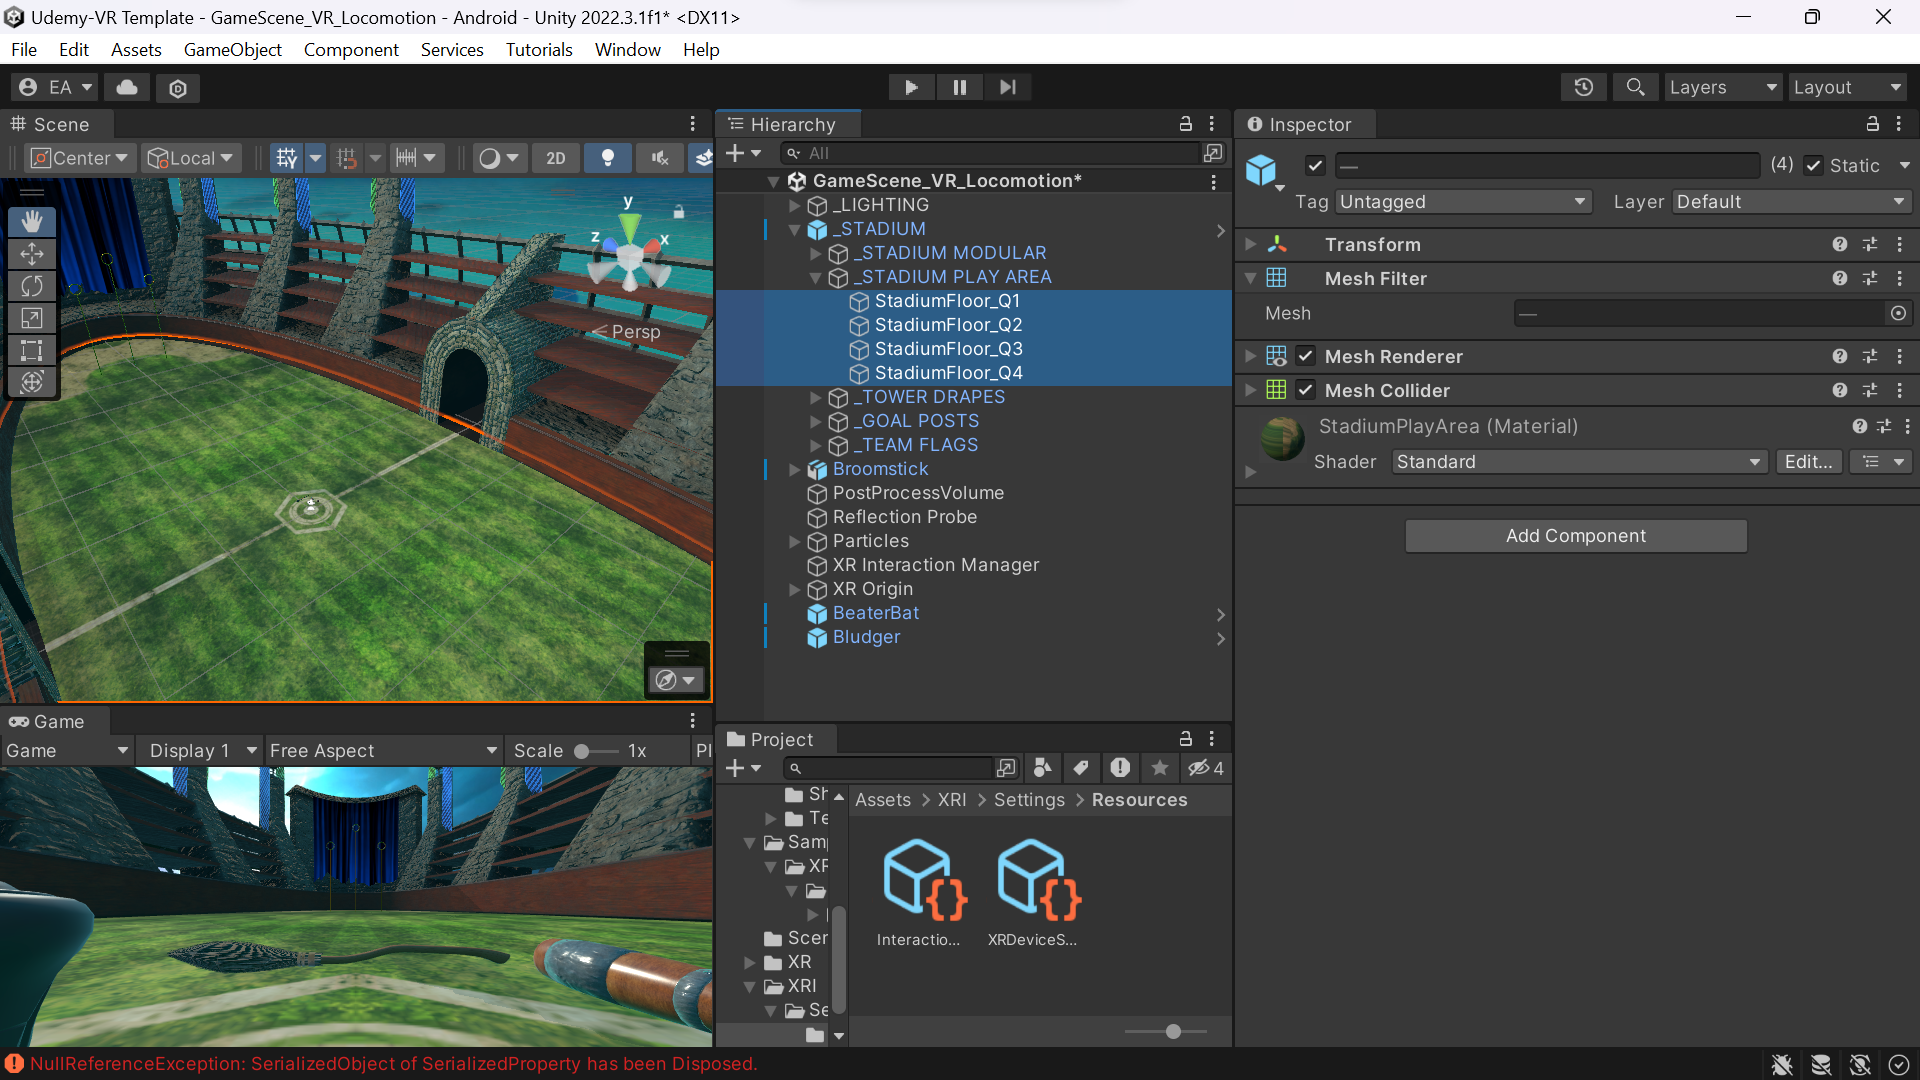 Udemy-VR Template - GameScene_VR_Locomotion - Android - Unity 2022.3.1f1* <DX11>
File Edit Assets GameObject Component Services Tutorials Window Help
EA
Layers Layout
Scene
Center Local 2D
y
z x
Persp
Game
Game Display 1 Free Aspect Scale 1x Pl
Hierarchy
All
GameScene_VR_Locomotion*
_LIGHTING
_STADIUM
_STADIUM MODULAR
_STADIUM PLAY AREA
StadiumFloor_Q1
StadiumFloor_Q2
StadiumFloor_Q3
StadiumFloor_Q4
_TOWER DRAPES
_GOAL POSTS
_TEAM FLAGS
Broomstick
PostProcessVolume
Reflection Probe
Particles
XR Interaction Manager
XR Origin
BeaterBat
Bludger
Project
4
Sh
Te
Sam
XR
Scer
XR
XRI
Se
Assets > XRI > Settings > Resources
Interactio... XRDeviceS...
Inspector
— (4) Static
Tag Untagged Layer Default
Transform
Mesh Filter
Mesh —
Mesh Renderer
Mesh Collider
StadiumPlayArea (Material)
Shader Standard Edit...
Add Component
NullReferenceException: SerializedObject of SerializedProperty has been Disposed.